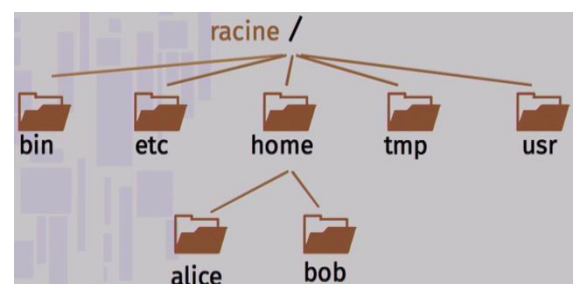 racine /
bin etc home tmp usr
alice bob